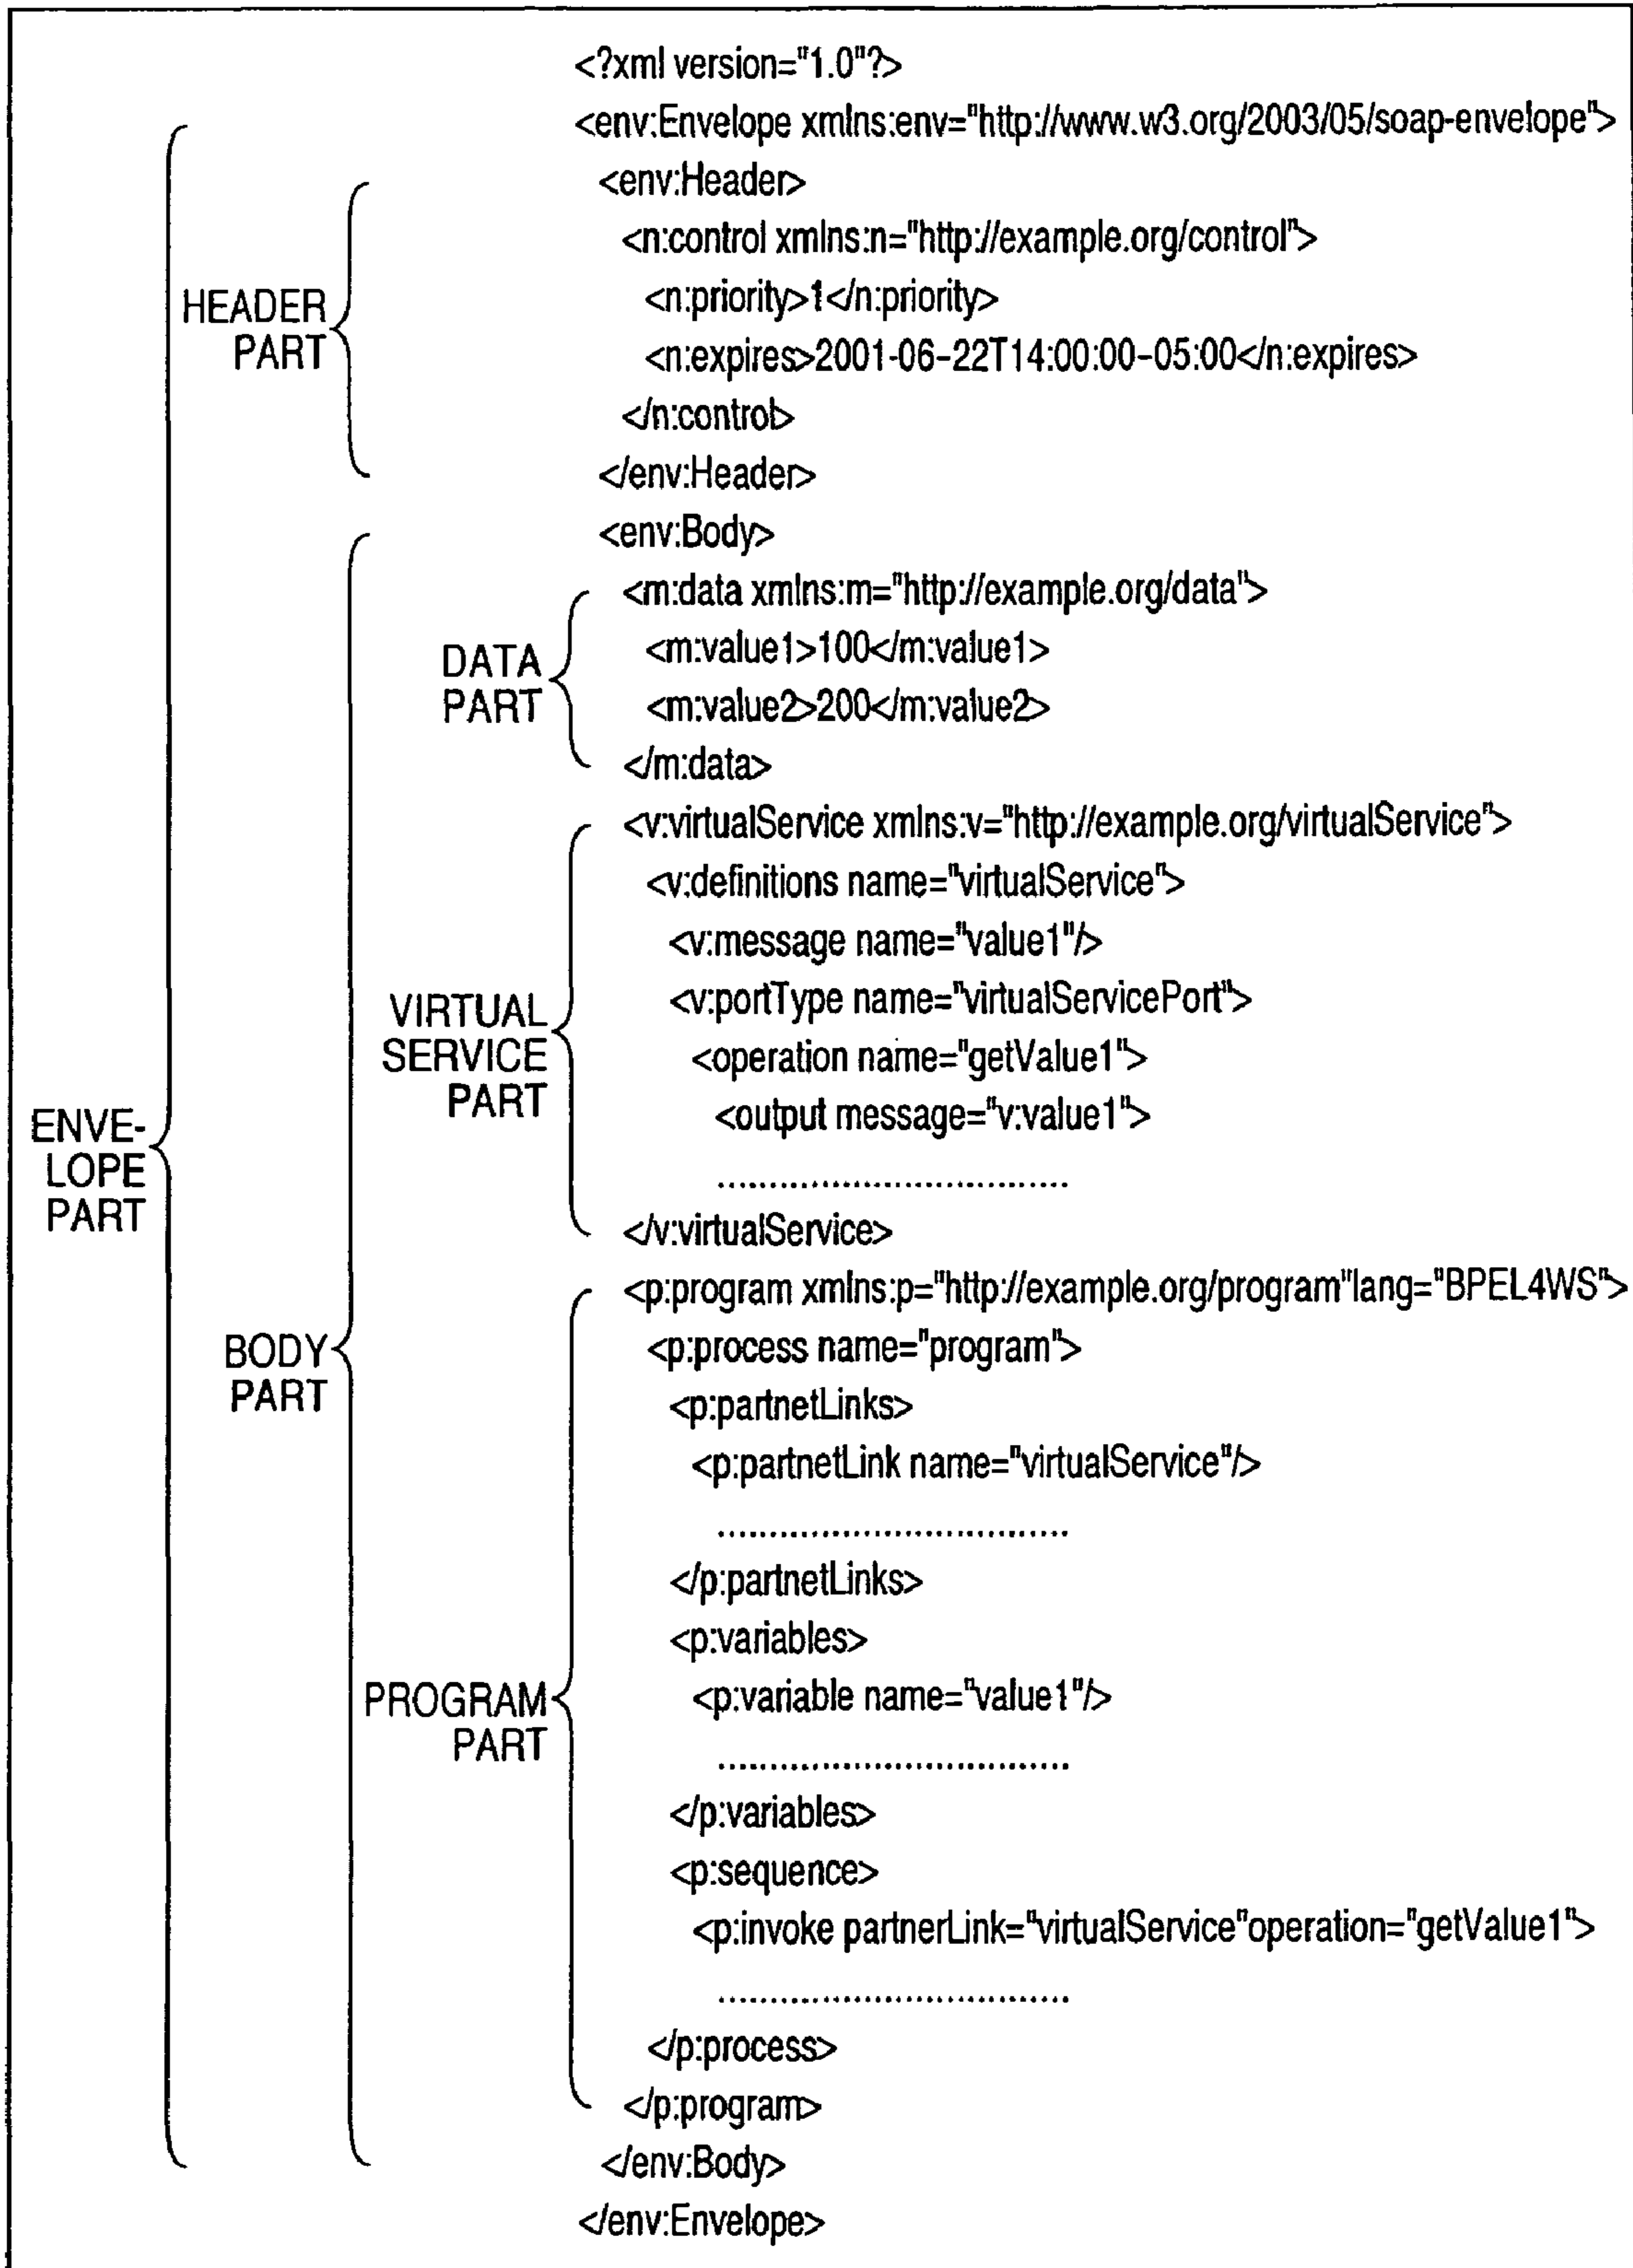 <?xml version="1.0"?>
<env:Envelope xmlns:env="http://www.w3.org/2003/05/soap-envelope">
<env:Header>
<n:control xmlns:n="http://example.org/control">
<n:priority>1</n:priority>
<n:expires>2001-06-22T14:00:00-05:00</n:expires>
</n:control>
</env:Header>
HEADER
PART
<env:Body>
<m:data xmlns:m="http://example.org/data">
<m:value1>100</m:value1>
<m:value2>200</m:value2>
</m:data>
DATA
PART
<v:virtualService xmlns:v="http://example.org/virtualService">
<v:definitions name="virtualService">
<v:message name="value1"/>
<v:portType name="virtualServicePort">
<operation name="getValue1">
<output message="v:value1">
..................................
</v:virtualService>
VIRTUAL
SERVICE
PART
ENVE-
LOPE
PART
<p:program xmlns:p="http://example.org/program"lang="BPEL4WS">
<p:process name="program">
<p:partnetLinks>
<p:partnetLink name="virtualService"/>
..................................
</p:partnetLinks>
<p:variables>
<p:variable name="value1"/>
..................................
</p:variables>
<p:sequence>
<p:invoke partnerLink="virtualService"operation="getValue1">
..................................
</p:process>
</p:program>
BODY
PART
PROGRAM
PART
</env:Body>
</env:Envelope>